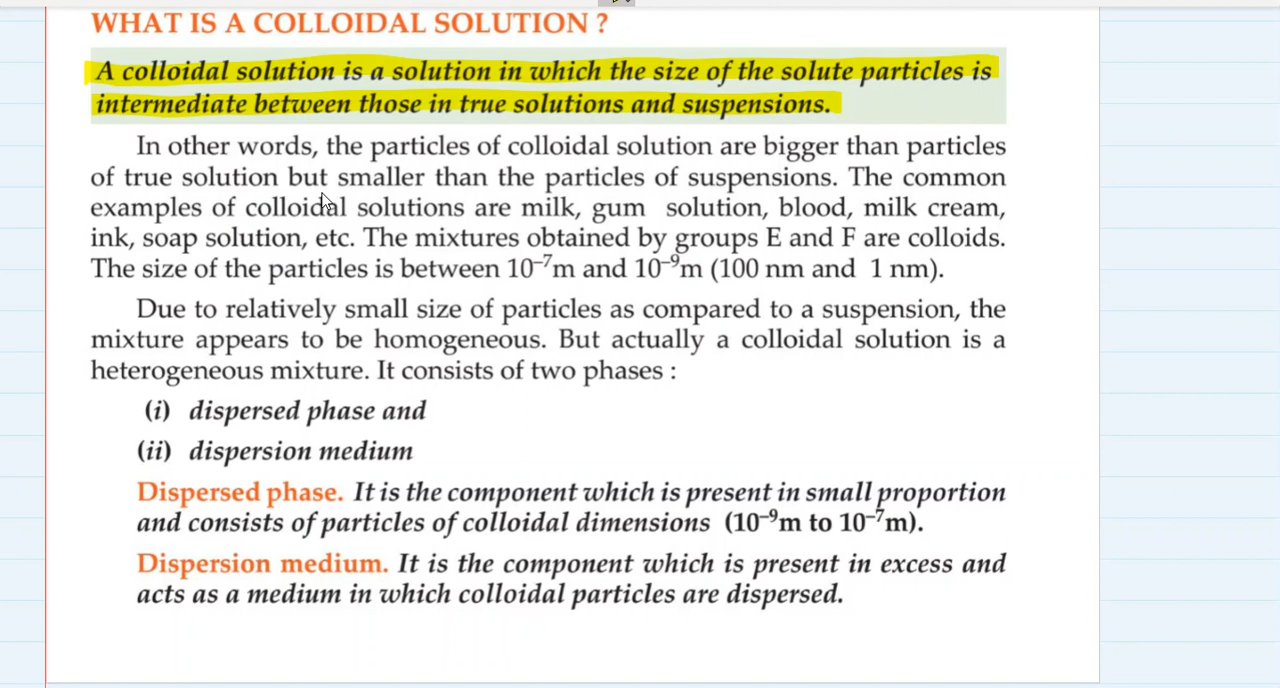 WHAT IS A COLLOIDAL SOLUTION ?
A colloidal solution is a solution in which the size of the solute particles is
intermediate between those in true solutions and suspensions.
In other words, the particles of colloidal solution are bigger than particles
of true solution but smaller than the particles of suspensions. The common
examples of colloidal solutions are milk, gum solution, blood, milk cream,
ink, soap solution, etc. The mixtures obtained by groups E and F are colloids.
The size of the particles is between 10⁻⁷m and 10⁻⁹m (100 nm and 1 nm).
Due to relatively small size of particles as compared to a suspension, the
mixture appears to be homogeneous. But actually a colloidal solution is a
heterogeneous mixture. It consists of two phases :
(i) dispersed phase and
(ii) dispersion medium
Dispersed phase. It is the component which is present in small proportion
and consists of particles of colloidal dimensions (10⁻⁹m to 10⁻⁷m).
Dispersion medium. It is the component which is present in excess and
acts as a medium in which colloidal particles are dispersed.